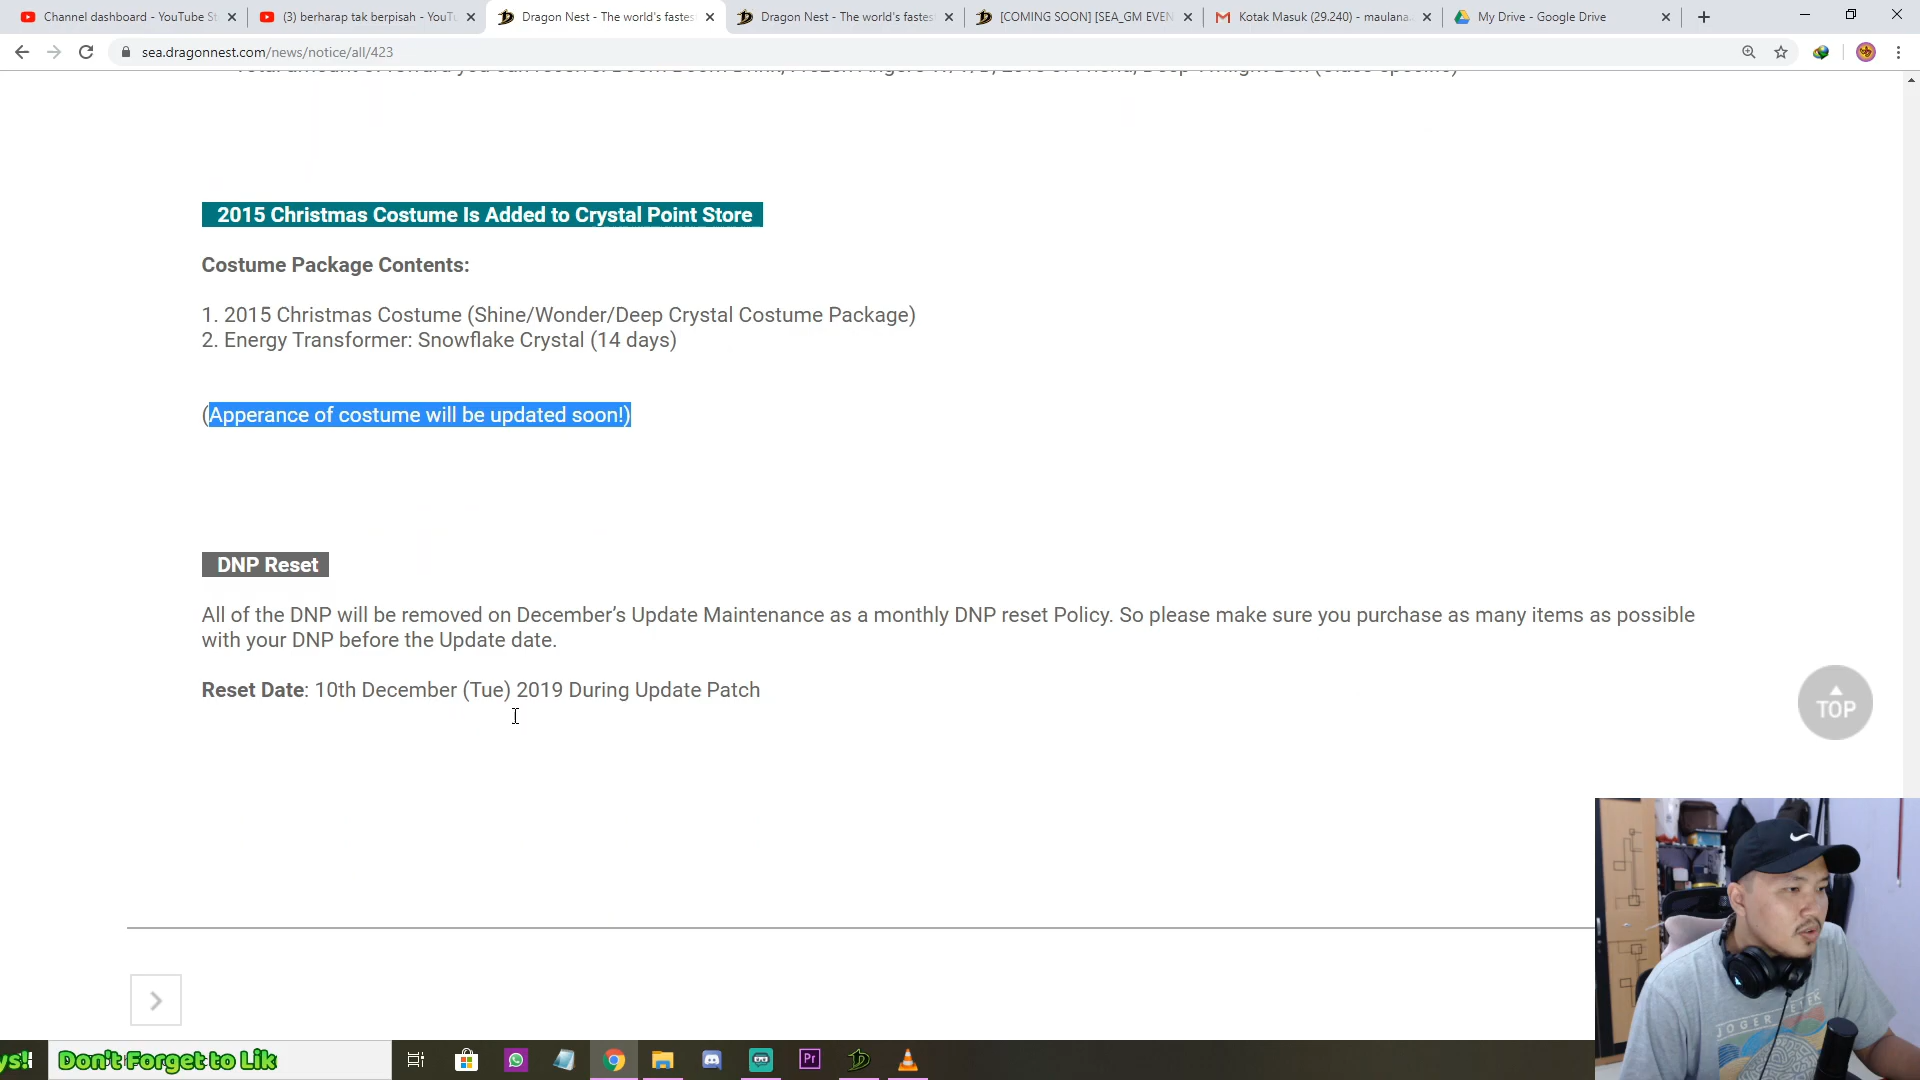 Channel dashboard - YouTube St
(3) berharap tak berpisah - YouTu
Dragon Nest - The world's fastes
Dragon Nest - The world's fastes
[COMING SOON] [SEA_GM EVEN
Kotak Masuk (29.240) - maulana
My Drive - Google Drive
sea.dragonnest.com/news/notice/all/423
2015 Christmas Costume Is Added to Crystal Point Store
Costume Package Contents:
1. 2015 Christmas Costume (Shine/Wonder/Deep Crystal Costume Package)
2. Energy Transformer: Snowflake Crystal (14 days)
(Apperance of costume will be updated soon!)
DNP Reset
All of the DNP will be removed on December’s Update Maintenance as a monthly DNP reset Policy. So please make sure you purchase as many items as possible
with your DNP before the Update date.
Reset Date: 10th December (Tue) 2019 During Update Patch
TOP
ys!
Don't Forget to Lik
Pr